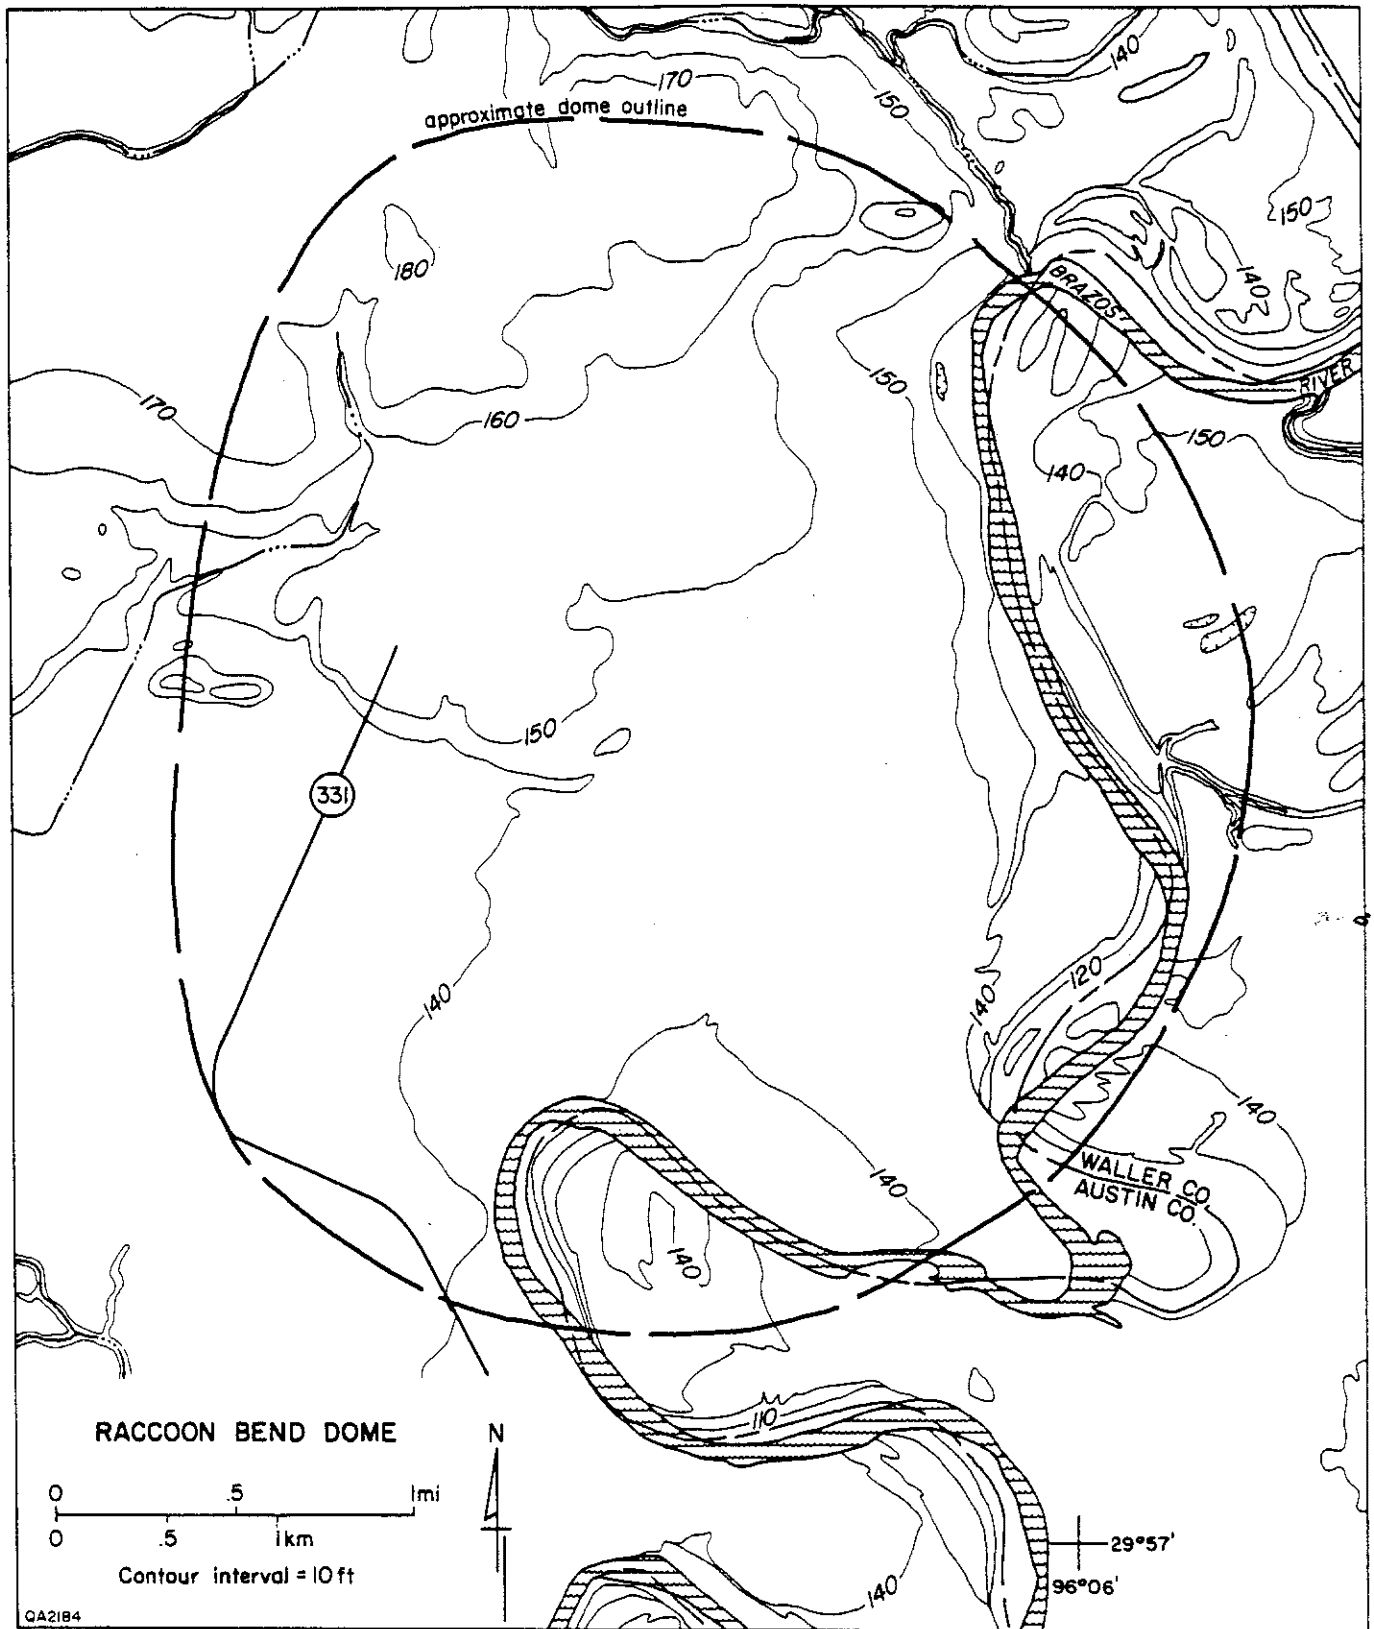 140
170
150
approximate dome outline
150
180
140
BRAZOS
RIVER
150
170
160
150
140
150
331
120
140
140
140
WALLER CO.
AUSTIN CO.
140
140
110
RACCOON BEND DOME
N
0 .5 1mi
0 .5 1km
Contour interval = 10 ft
29°57'
96°06'
140
QA2184